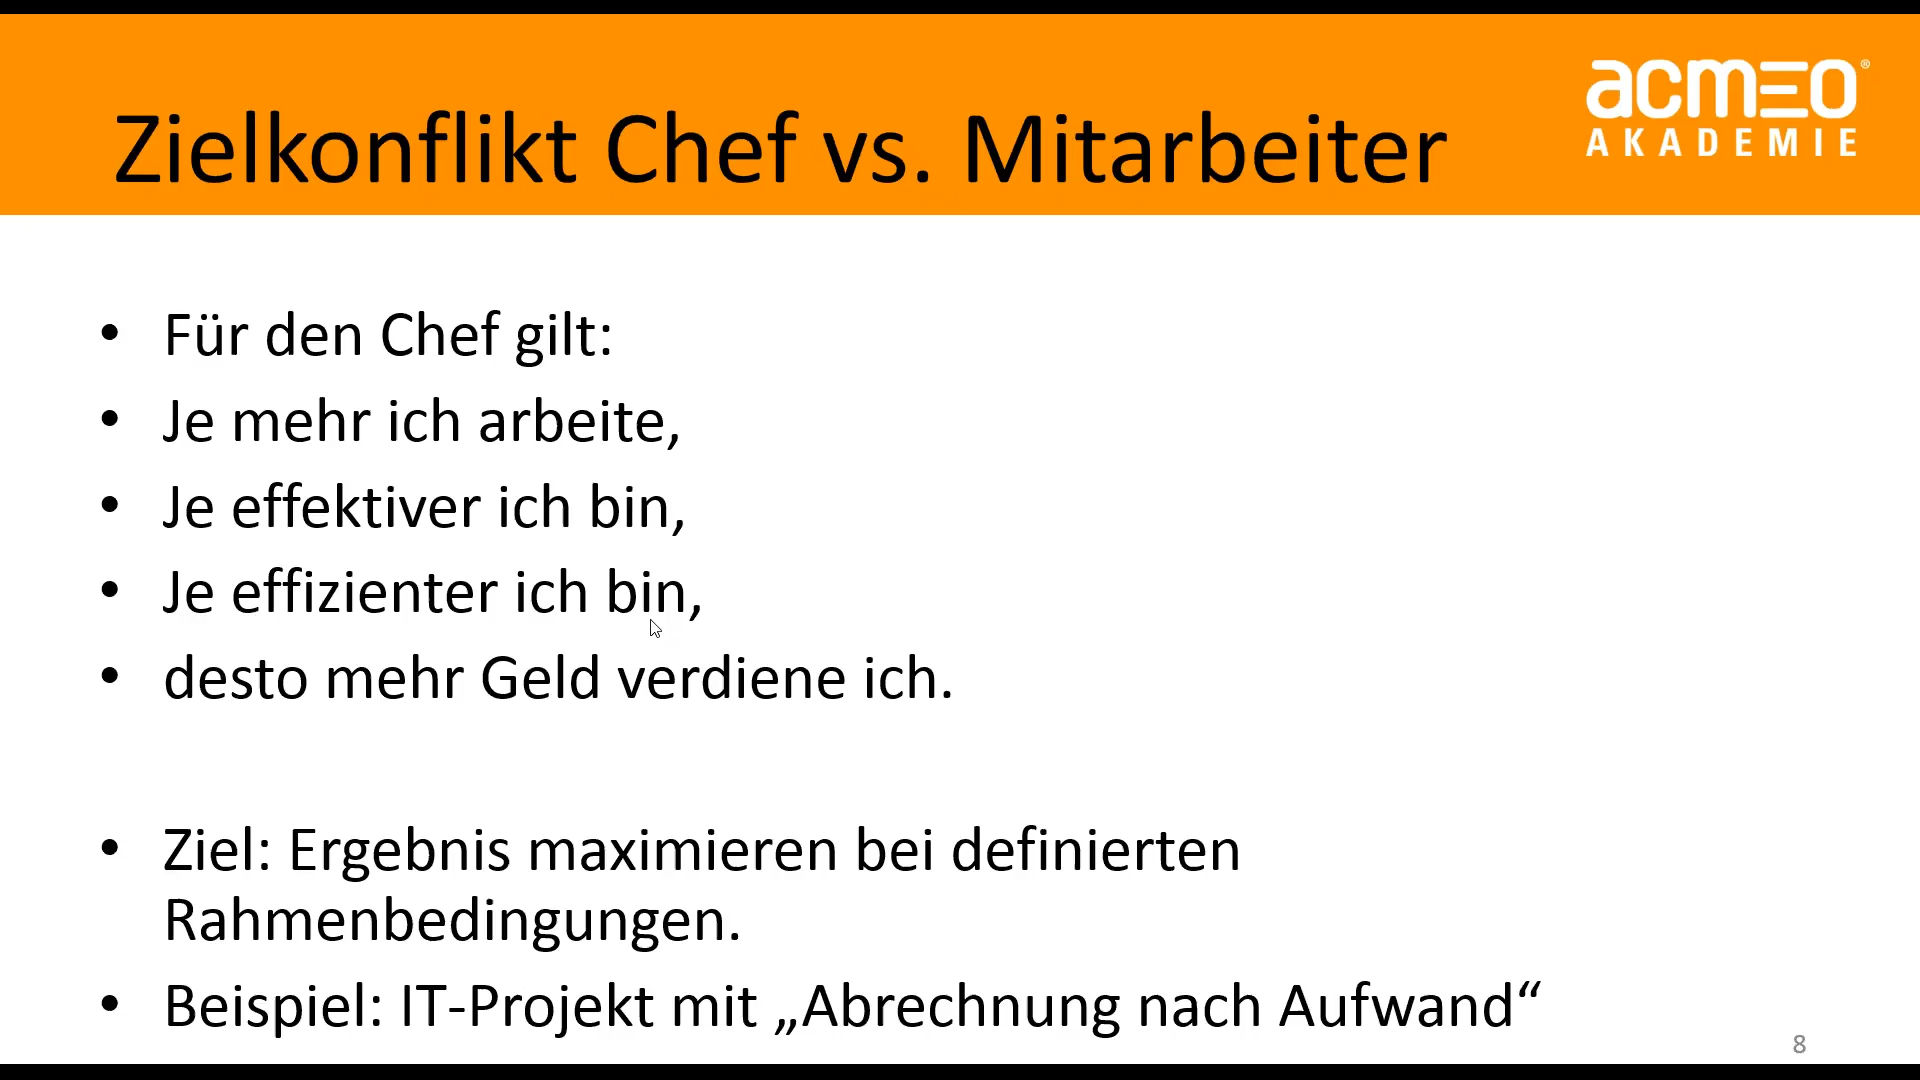 Zielkonflikt Chef vs. Mitarbeiter
acmeo®
AKADEMIE
• Für den Chef gilt:
• Je mehr ich arbeite,
• Je effektiver ich bin,
• Je effizienter ich bin,
• desto mehr Geld verdiene ich.
• Ziel: Ergebnis maximieren bei definierten
Rahmenbedingungen.
• Beispiel: IT-Projekt mit „Abrechnung nach Aufwand“
8